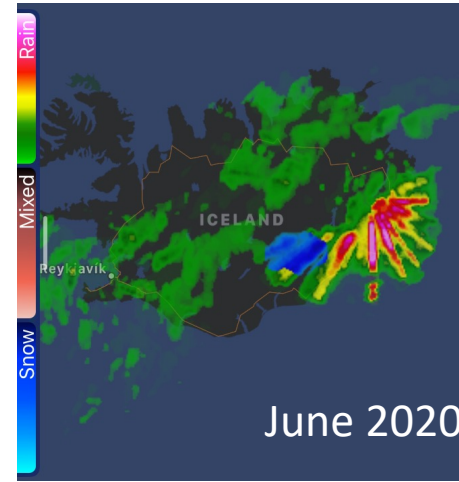 Rain
Mixed
Snow
ICELAND
Reykjavík
June 2020